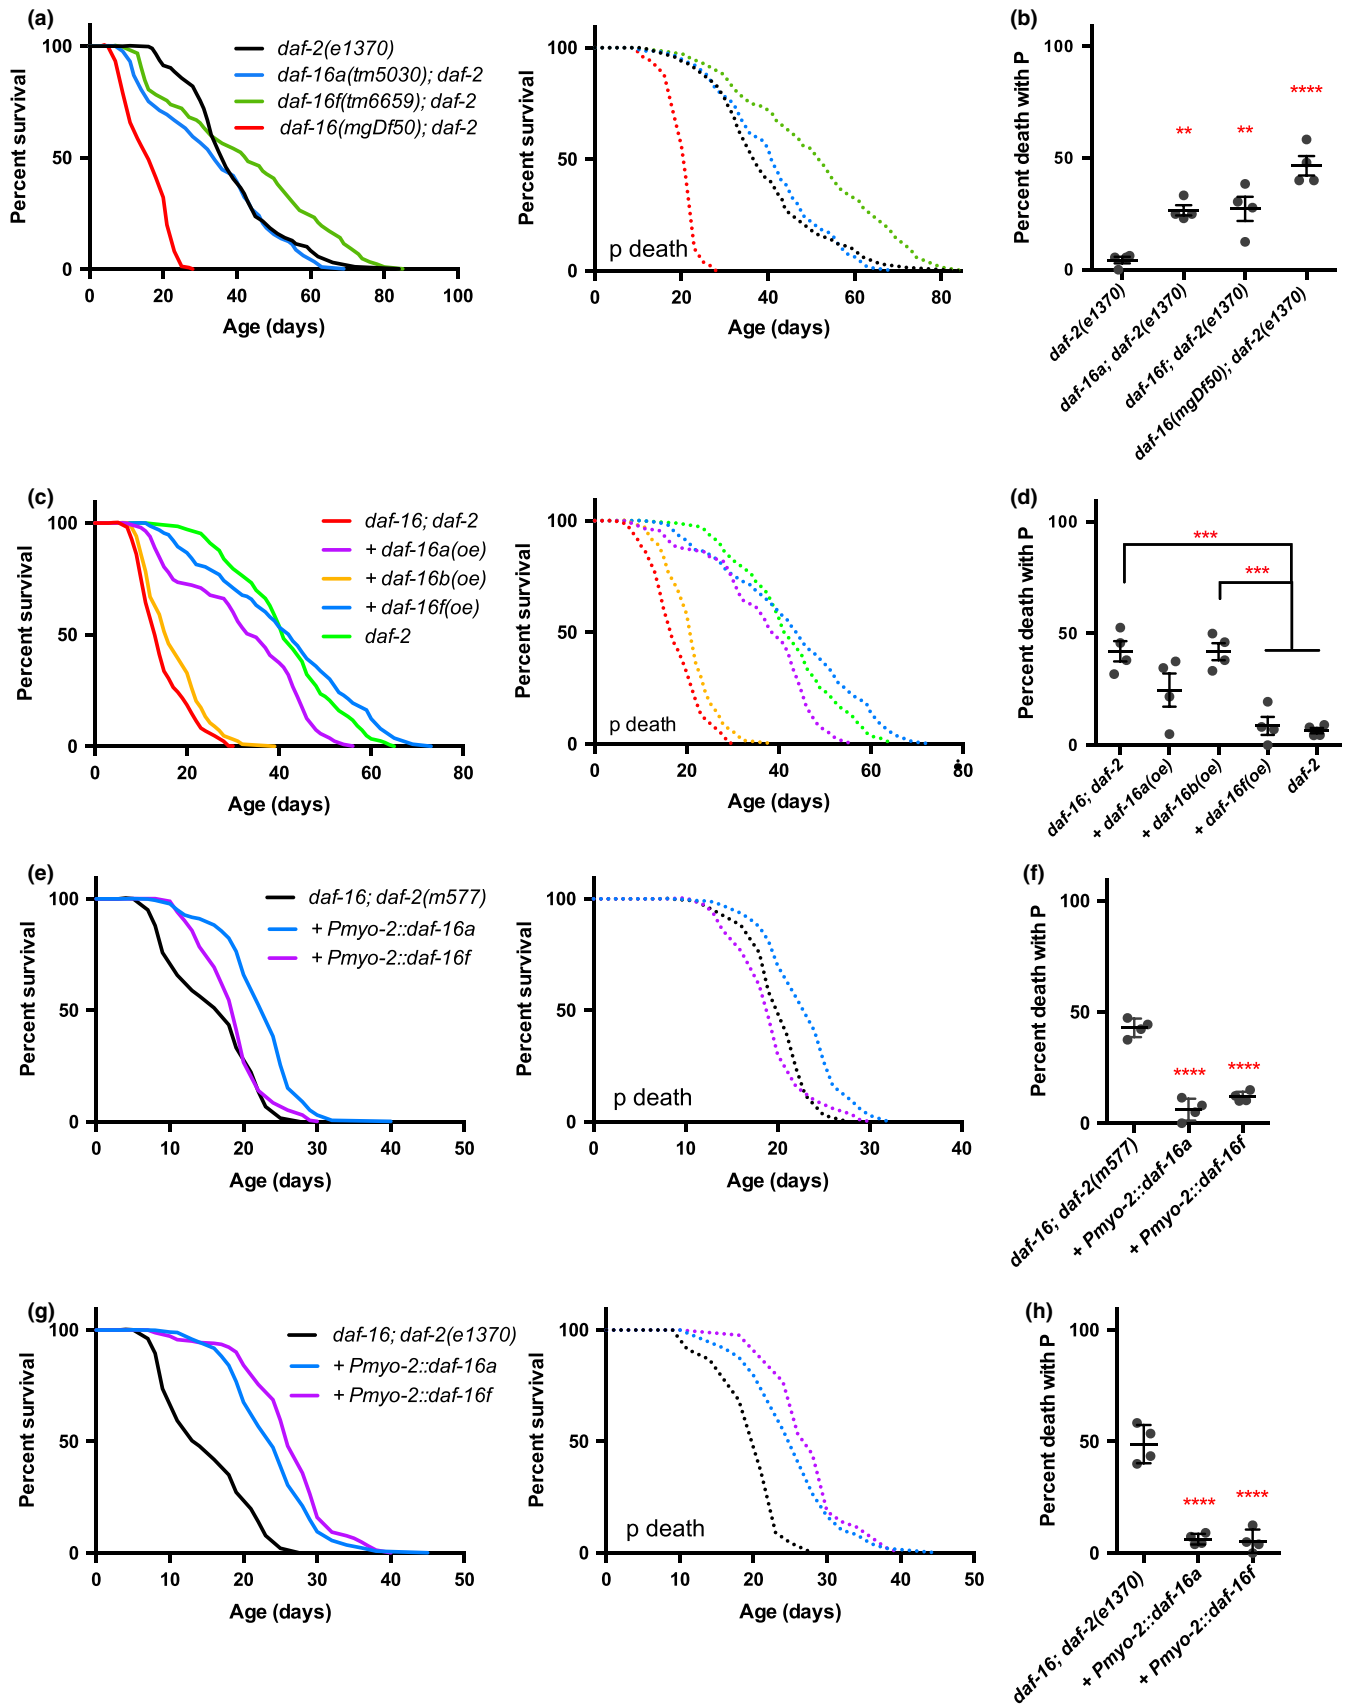 (a)
Percent survival
100
50
0
0 20 40 60 80 100
Age (days)
daf-2(e1370)
daf-16a(tm5030); daf-2
daf-16f(tm6659); daf-2
daf-16(mgDf50); daf-2
Percent survival
100
50
0
p death
0 20 40 60 80
Age (days)
(b)
Percent death with P
100
50
0
**
**
****
daf-2(e1370)
daf-16a; daf-2(e1370)
daf-16f; daf-2(e1370)
daf-16(mgDf50); daf-2(e1370)
(c)
Percent survival
100
50
0
0 20 40 60 80
Age (days)
daf-16; daf-2
+ daf-16a(oe)
+ daf-16b(oe)
+ daf-16f(oe)
daf-2
Percent survival
100
50
0
p death
0 20 40 60 80
Age (days)
(d)
Percent death with P
100
50
0
***
***
daf-16; daf-2
+ daf-16a(oe)
+ daf-16b(oe)
+ daf-16f(oe)
daf-2
(e)
Percent survival
100
50
0
0 10 20 30 40 50
Age (days)
daf-16; daf-2(m577)
+ Pmyo-2::daf-16a
+ Pmyo-2::daf-16f
Percent survival
100
50
0
p death
0 10 20 30 40
Age (days)
(f)
Percent death with P
100
50
0
****
****
daf-16; daf-2(m577)
+ Pmyo-2::daf-16a
+ Pmyo-2::daf-16f
(g)
Percent survival
100
50
0
0 10 20 30 40 50
Age (days)
daf-16; daf-2(e1370)
+ Pmyo-2::daf-16a
+ Pmyo-2::daf-16f
Percent survival
100
50
0
p death
0 10 20 30 40 50
Age (days)
(h)
Percent death with P
100
50
0
****
****
daf-16; daf-2(e1370)
+ Pmyo-2::daf-16a
+ Pmyo-2::daf-16f